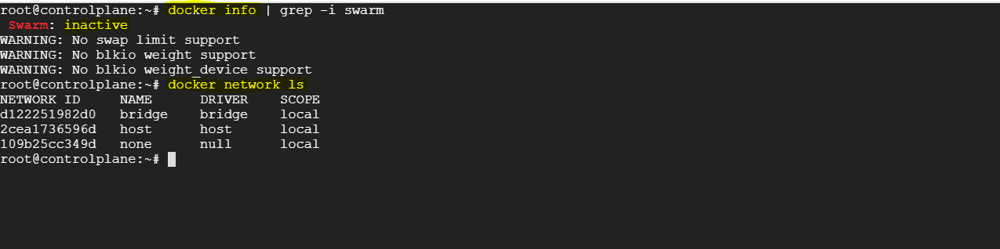 root@controlplane:~# docker info | grep -i swarm
 Swarm: inactive
WARNING: No swap limit support
WARNING: No blkio weight support
WARNING: No blkio weight_device support
root@controlplane:~# docker network ls
NETWORK ID     NAME      DRIVER    SCOPE
d122251982d0   bridge    bridge    local
2cea1736596d   host      host      local
109b25cc349d   none      null      local
root@controlplane:~#